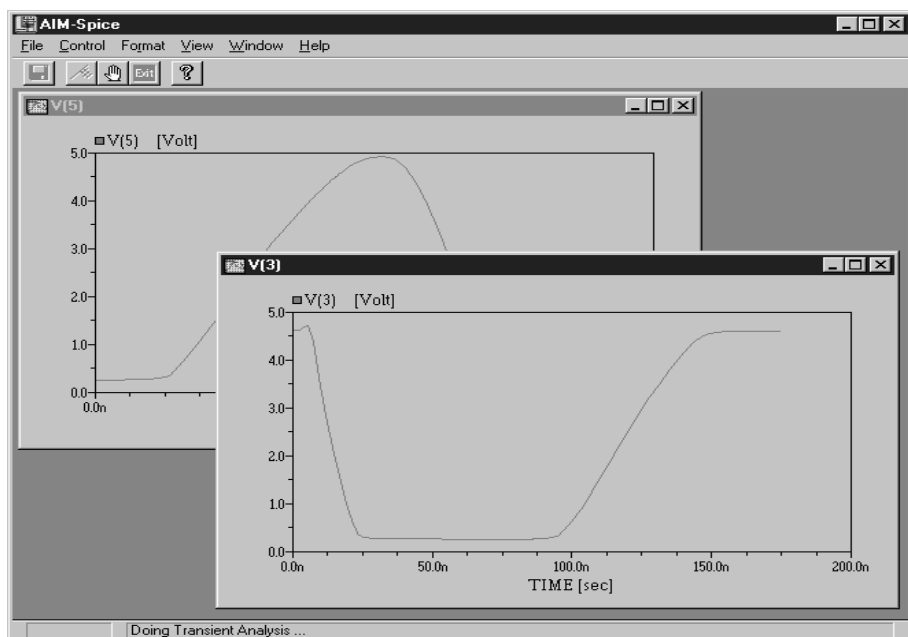 AIM-Spice
File Control Format View Window Help
Exit ?
V(5)
V(5) [Volt]
5.0
4.0
3.0
2.0
1.0
0.0
0.0n
V(3)
V(3) [Volt]
5.0
4.0
3.0
2.0
1.0
0.0
0.0n 50.0n 100.0n 150.0n 200.0n
TIME [sec]
Doing Transient Analysis ...